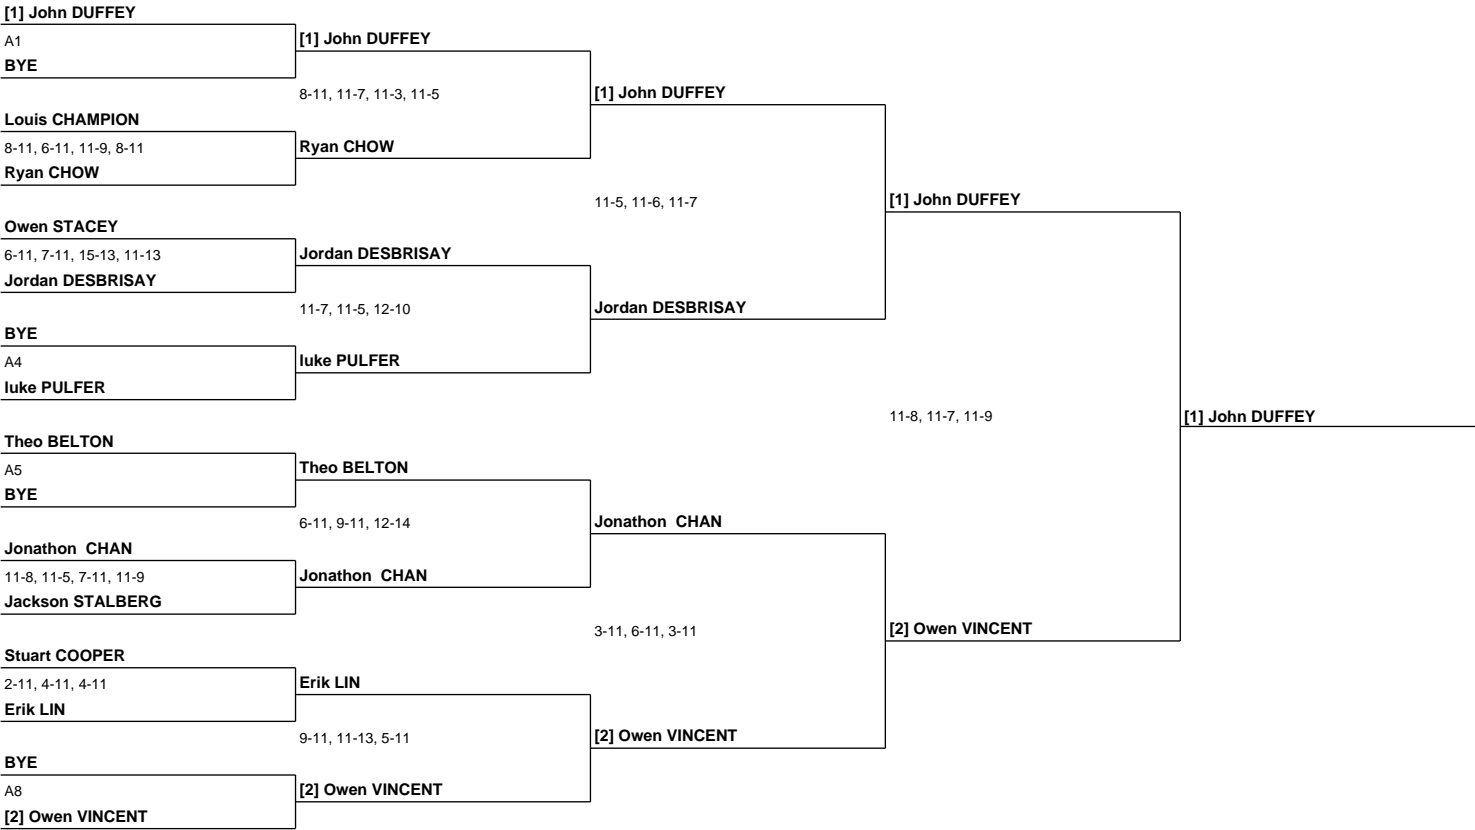 [1] John DUFFEY
A1
BYE
Louis CHAMPION
8-11, 6-11, 11-9, 8-11
Ryan CHOW
Owen STACEY
6-11, 7-11, 15-13, 11-13
Jordan DESBRISAY
BYE
A4
luke PULFER
Theo BELTON
A5
BYE
Jonathon  CHAN
11-8, 11-5, 7-11, 11-9
Jackson STALBERG
Stuart COOPER
2-11, 4-11, 4-11
Erik LIN
BYE
A8
[2] Owen VINCENT
[1] John DUFFEY
8-11, 11-7, 11-3, 11-5
Ryan CHOW
Jordan DESBRISAY
11-7, 11-5, 12-10
luke PULFER
Theo BELTON
6-11, 9-11, 12-14
Jonathon  CHAN
Erik LIN
9-11, 11-13, 5-11
[2] Owen VINCENT
[1] John DUFFEY
11-5, 11-6, 11-7
Jordan DESBRISAY
Jonathon  CHAN
3-11, 6-11, 3-11
[2] Owen VINCENT
[1] John DUFFEY
11-8, 11-7, 11-9
[2] Owen VINCENT
[1] John DUFFEY